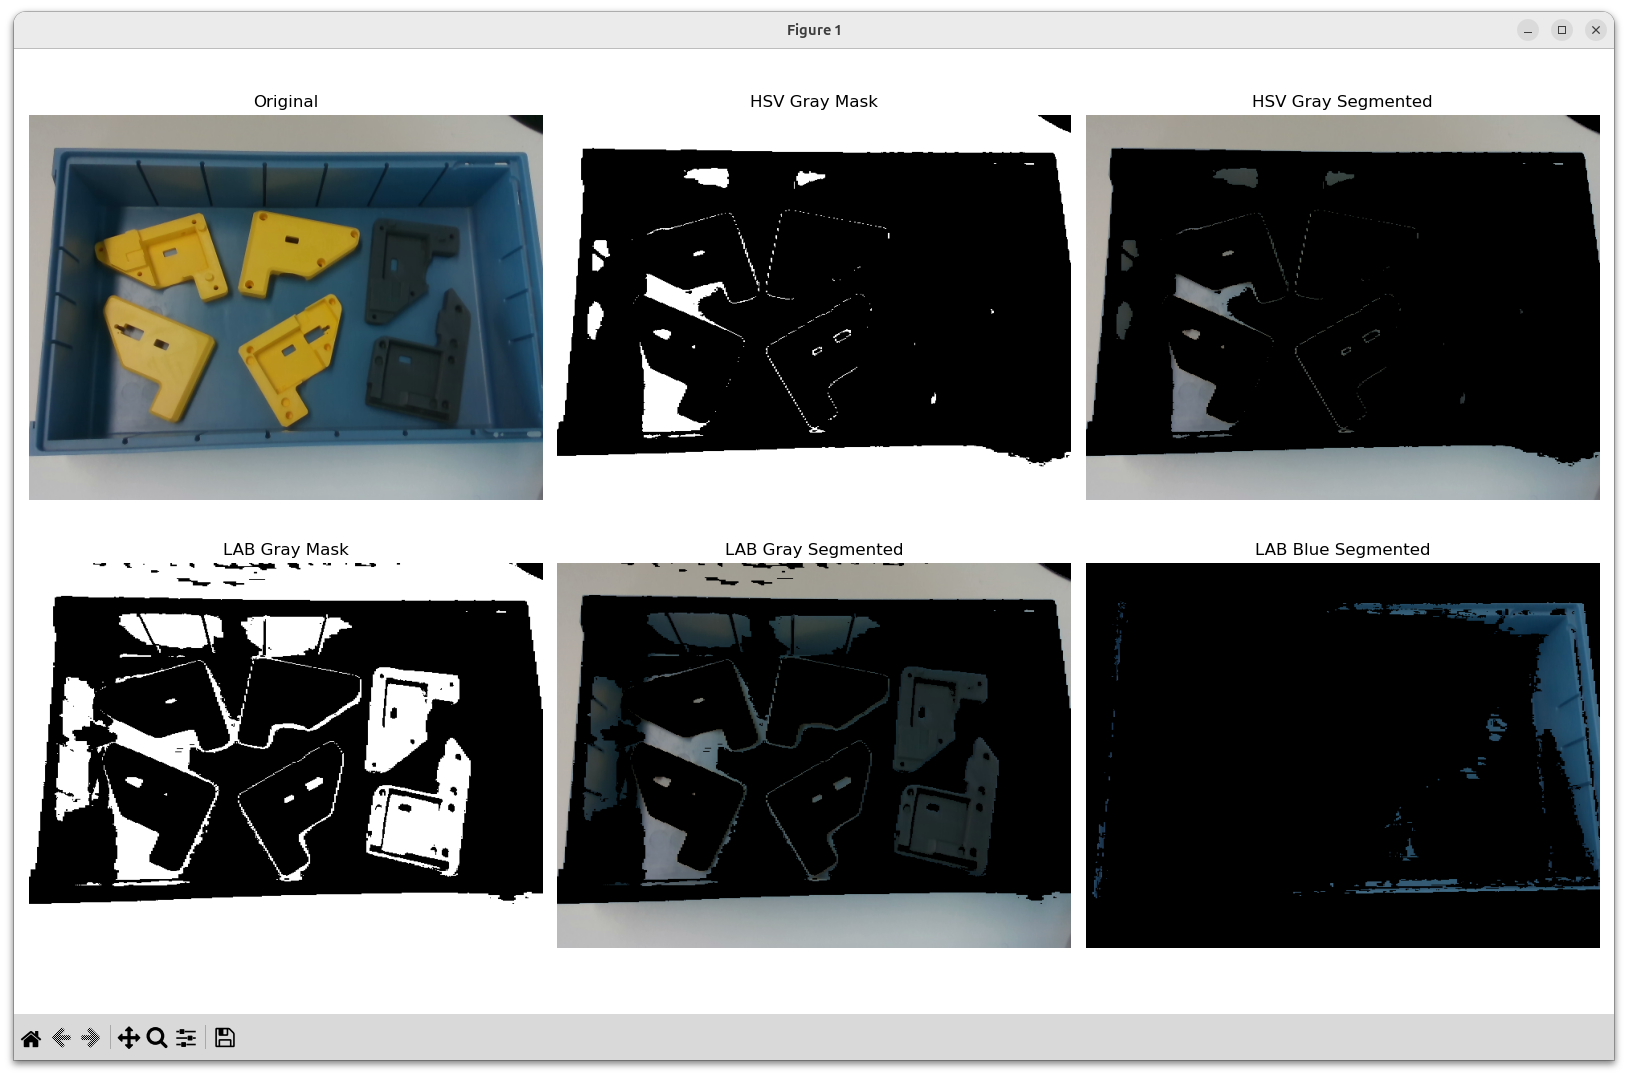 Figure 1
Original
HSV Gray Mask
HSV Gray Segmented
LAB Gray Mask
LAB Gray Segmented
LAB Blue Segmented